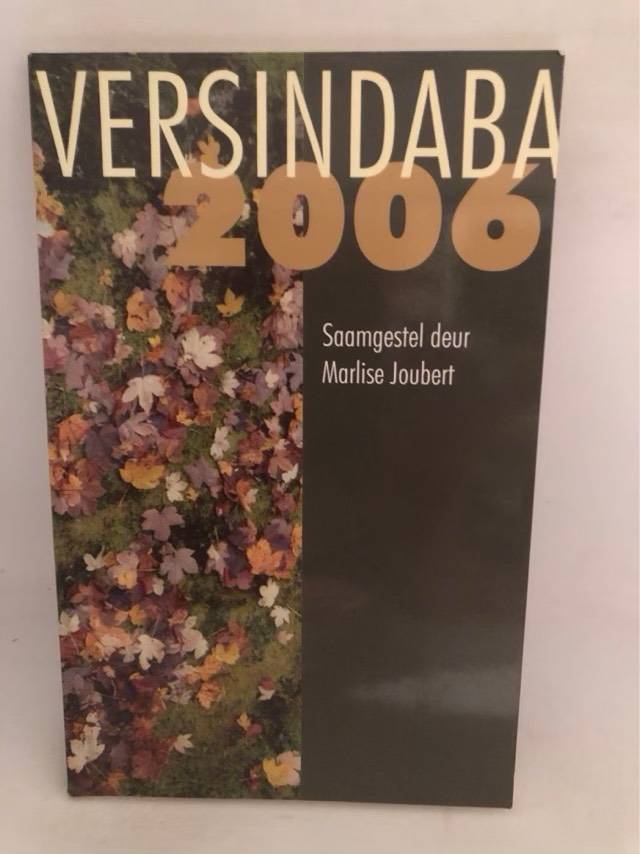 VERSINDABA
2006
Saamgestel deur
Marlise Joubert